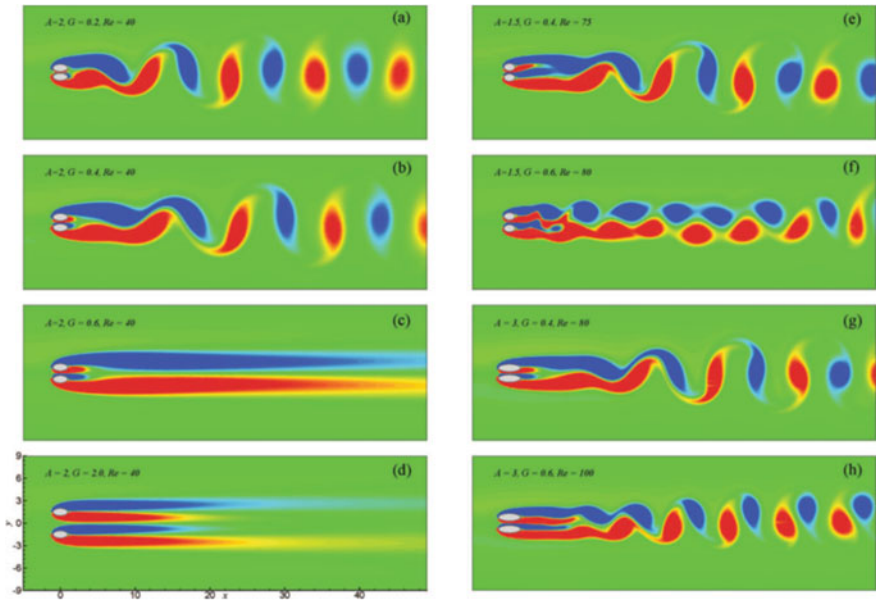 A=2, G = 0.2, Re = 40
(a)
A=2, G = 0.4, Re = 40
(b)
A=2, G = 0.6, Re = 40
(c)
A = 2, G = 2.0, Re = 40
(d)
9
6
3
0
-3
-6
-9
y
0
20
x
40
A=1.5, G = 0.4, Re = 75
(e)
A=1.5, G = 0.6, Re = 80
(f)
A = 3, G = 0.4, Re = 80
(g)
A = 3, G = 0.6, Re = 100
(h)